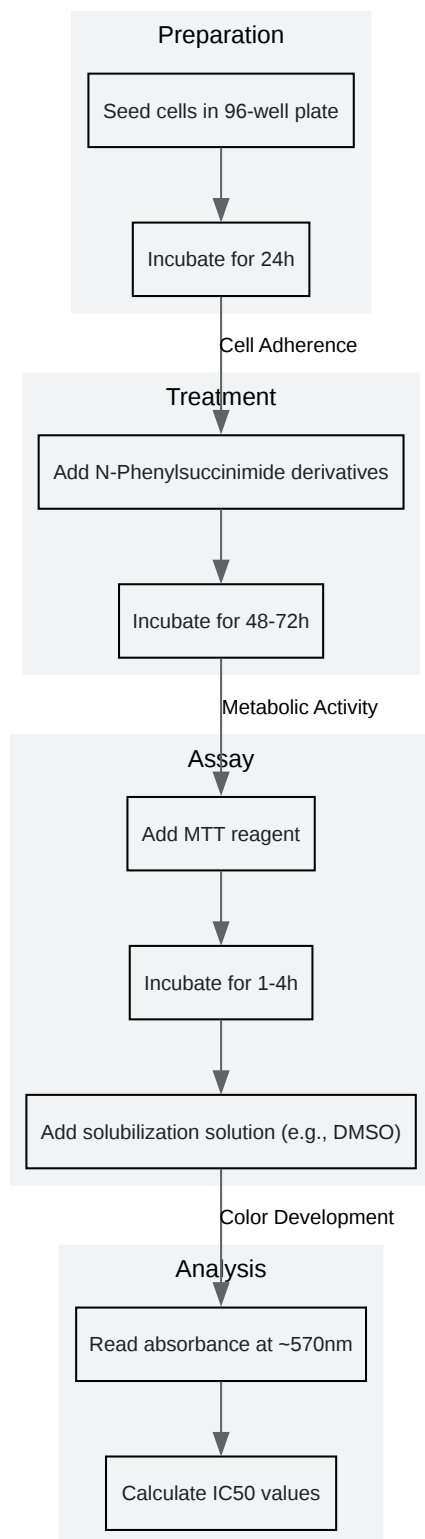 Preparation
Seed cells in 96-well plate
Incubate for 24h
Cell Adherence
Treatment
Add N-Phenylsuccinimide derivatives
Incubate for 48-72h
Metabolic Activity
Assay
Add MTT reagent
Incubate for 1-4h
Add solubilization solution (e.g., DMSO)
Color Development
Analysis
Read absorbance at ~570nm
Calculate IC50 values